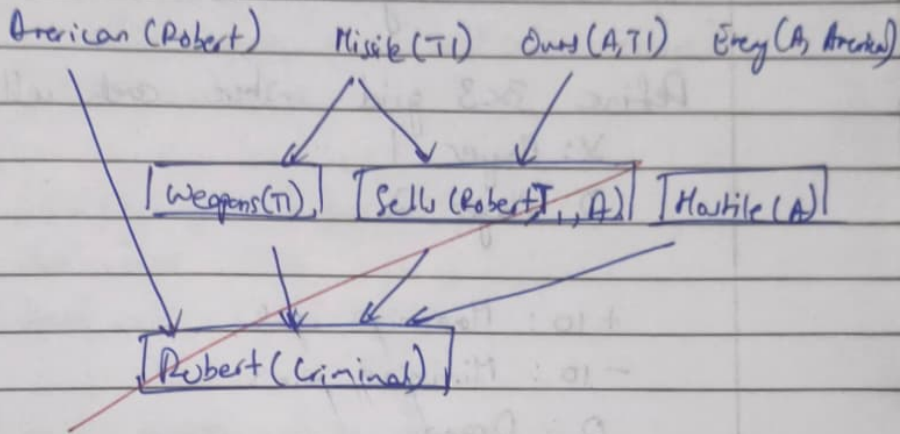 American (Robert) Missile (T1) Owns (A, T1) Enemy (A, America)
Weapons (T1) Sells (Robert, T1, A) Hostile (A)
Robert (Criminal)